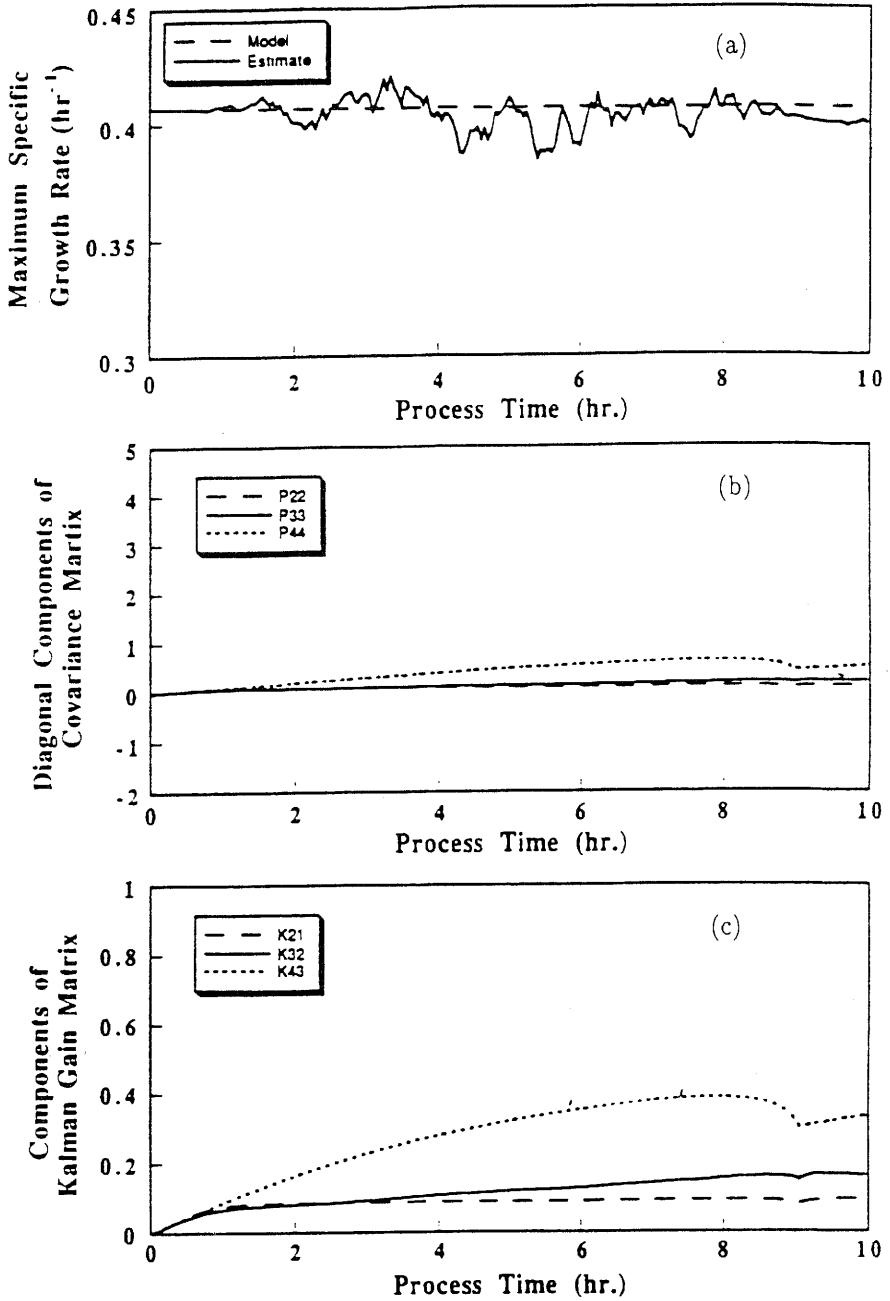 0.45
0.4
0.35
0.3
Maximum Specific
Growth Rate (hr⁻¹)
Model
Estimate
(a)
0 2 4 6 8 10
Process Time (hr.)
5
4
3
2
1
0
-1
-2
Diagonal Components of
Covariance Martix
P22
P33
P44
(b)
0 2 4 6 8 10
Process Time (hr.)
1
0.8
0.6
0.4
0.2
0
Components of
Kalman Gain Matrix
K21
K32
K43
(c)
0 2 4 6 8 10
Process Time (hr.)